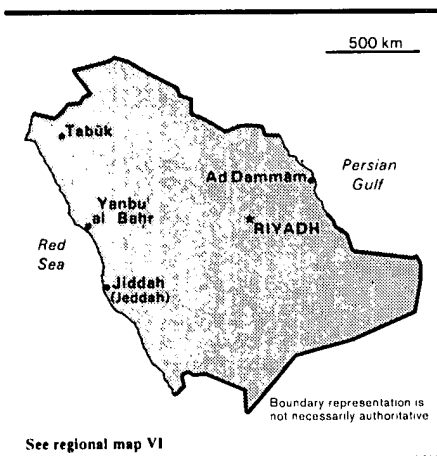 500 km
Tabūk
Persian
Gulf
Ad Dammām
Yanbu'
al Baḥr
RIYADH
Red
Sea
Jiddah
(Jeddah)
Boundary representation is
not necessarily authoritative
See regional map VI